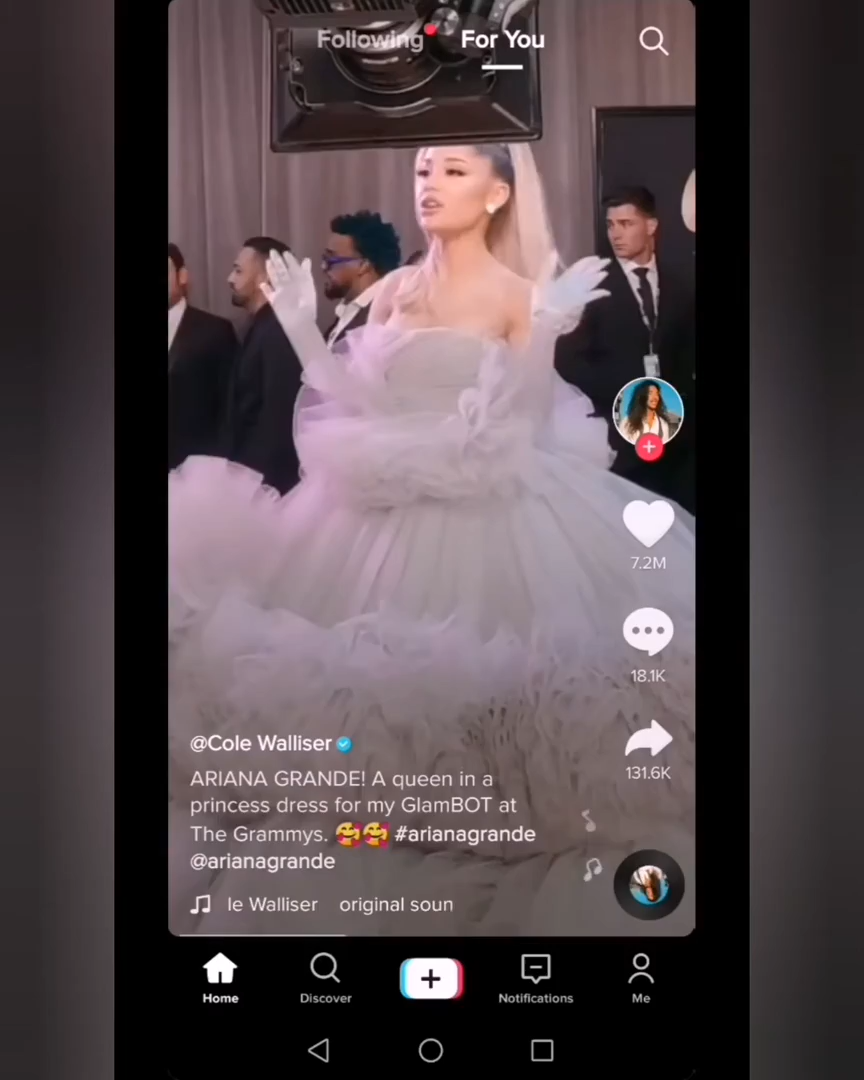 Following
For You
7.2M
18.1K
131.6K
@Cole Walliser
ARIANA GRANDE! A queen in a
princess dress for my GlamBOT at
The Grammys. 🥰🥰 #arianagrande
@arianagrande
le Walliser original soun
Home
Discover
Notifications
Me